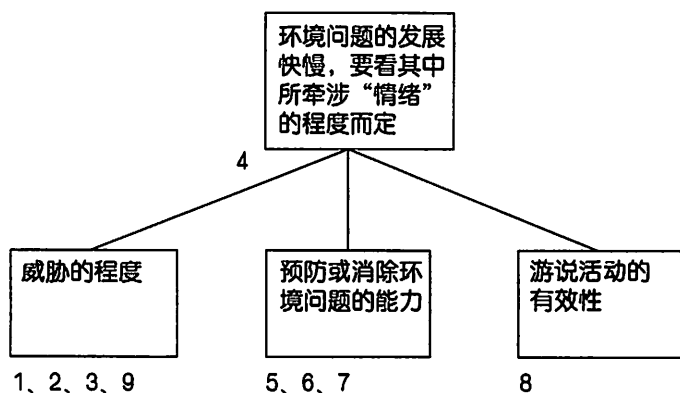 环境问题的发展
快慢，要看其中
所牵涉“情绪”
的程度而定
4
威胁的程度
预防或消除环
境问题的能力
游说活动的
有效性
1、2、3、9
5、6、7
8